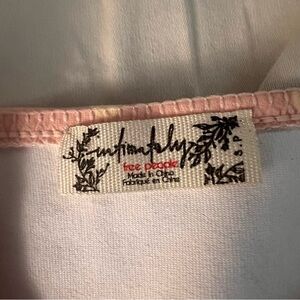 intimately
free people
Made in China
Fabriqué en Chine
S.P